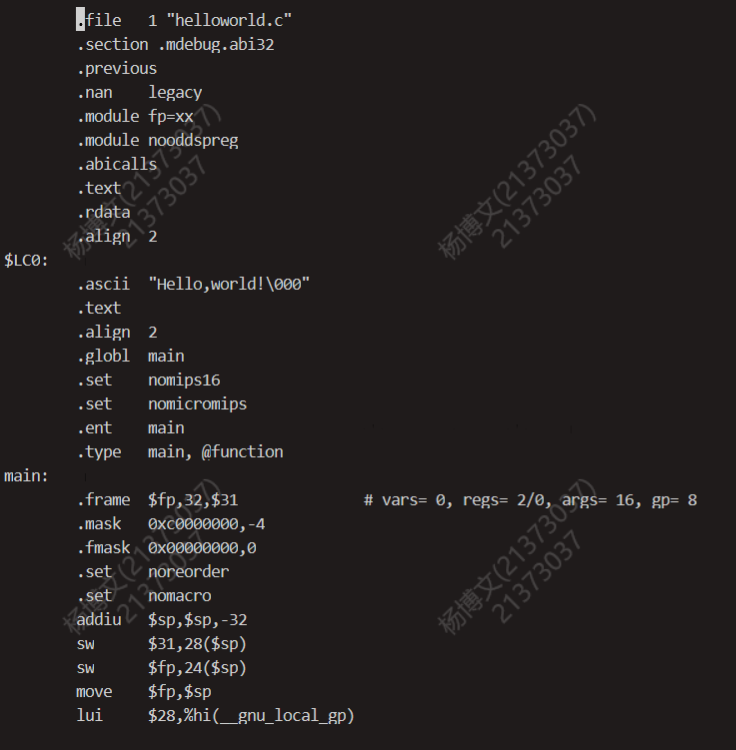 .file 1 "helloworld.c"
.section .mdebug.abi32
.previous
.nan legacy
.module fp=xx
.module nooddspreg
.abicalls
.text
.rdata
.align 2
$LC0:
.ascii "Hello,world!\000"
.text
.align 2
.globl main
.set nomips16
.set nomicromips
.ent main
.type main, @function
main:
.frame $fp,32,$31 # vars= 0, regs= 2/0, args= 16, gp= 8
.mask 0xc0000000,-4
.fmask 0x00000000,0
.set noreorder
.set nomacro
addiu $sp,$sp,-32
sw $31,28($sp)
sw $fp,24($sp)
move $fp,$sp
lui $28,%hi(__gnu_local_gp)
杨博文(21373037)
21373037
杨博文(21373037)
21373037
杨博文(21373037)
21373037
杨博文(21373037)
21373037